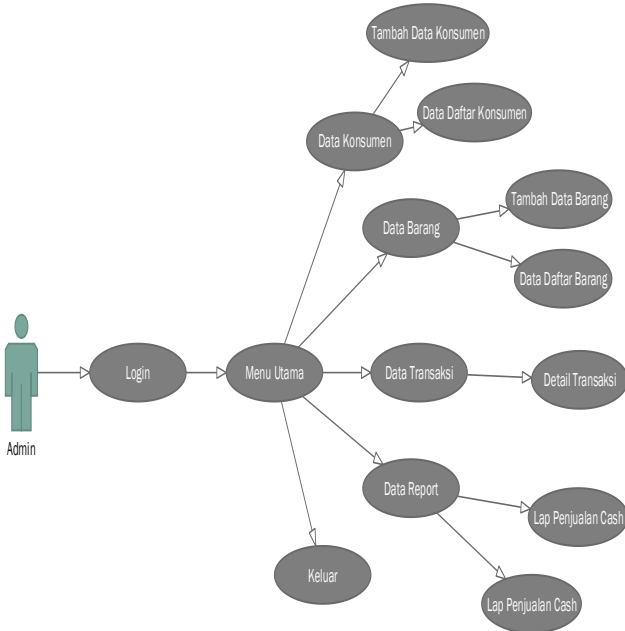 Tambah Data Konsumen
Data Daftar Konsumen
Data Konsumen
Tambah Data Barang
Data Barang
Data Daftar Barang
Login
Menu Utama
Data Transaksi
Detail Transaksi
Admin
Data Report
Lap Penjualan Cash
Keluar
Lap Penjualan Cash